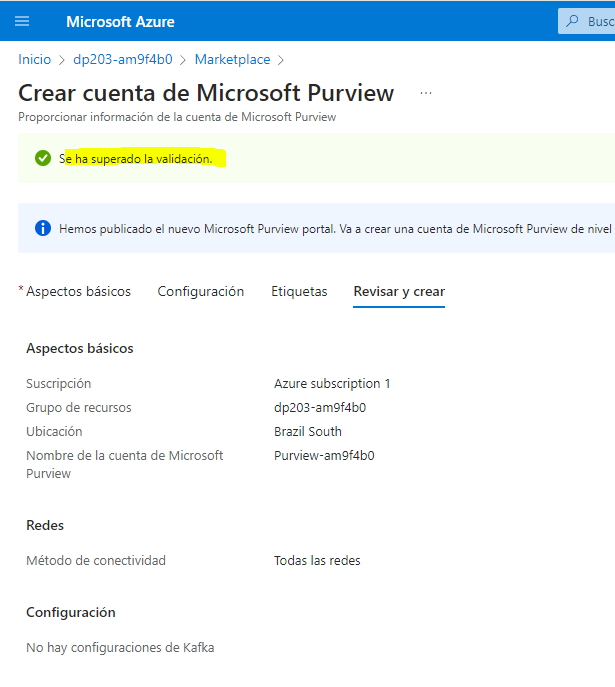 Microsoft Azure
Busc
Inicio > dp203-am9f4b0 > Marketplace >
Crear cuenta de Microsoft Purview ...
Proporcionar información de la cuenta de Microsoft Purview
Se ha superado la validación.
Hemos publicado el nuevo Microsoft Purview portal. Va a crear una cuenta de Microsoft Purview de nivel
* Aspectos básicos Configuración Etiquetas Revisar y crear
Aspectos básicos
Suscripción Azure subscription 1
Grupo de recursos dp203-am9f4b0
Ubicación Brazil South
Nombre de la cuenta de Microsoft Purview-am9f4b0
Purview
Redes
Método de conectividad Todas las redes
Configuración
No hay configuraciones de Kafka